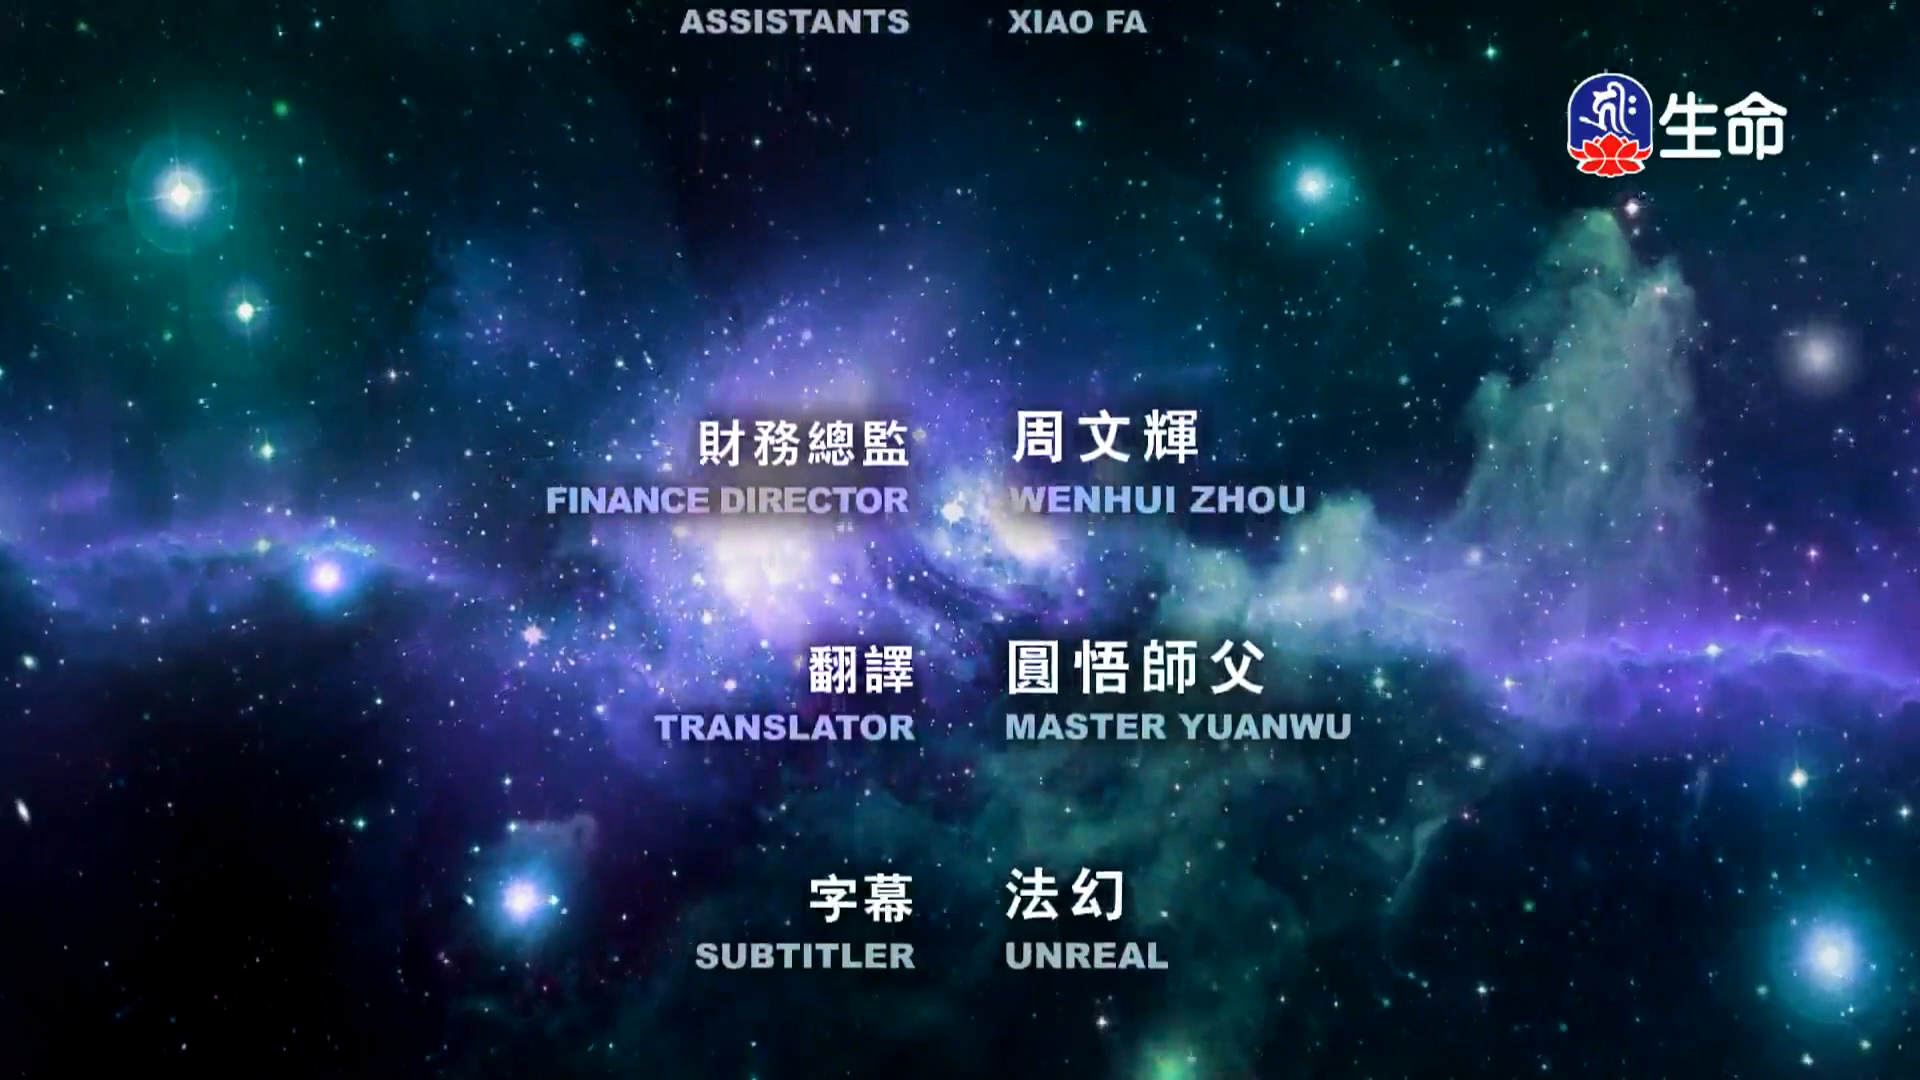 ASSISTANTS XIAO FA
生命
財務總監 周文輝
FINANCE DIRECTOR WENHUI ZHOU
翻譯 圓悟師父
TRANSLATOR MASTER YUANWU
字幕 法幻
SUBTITLER UNREAL